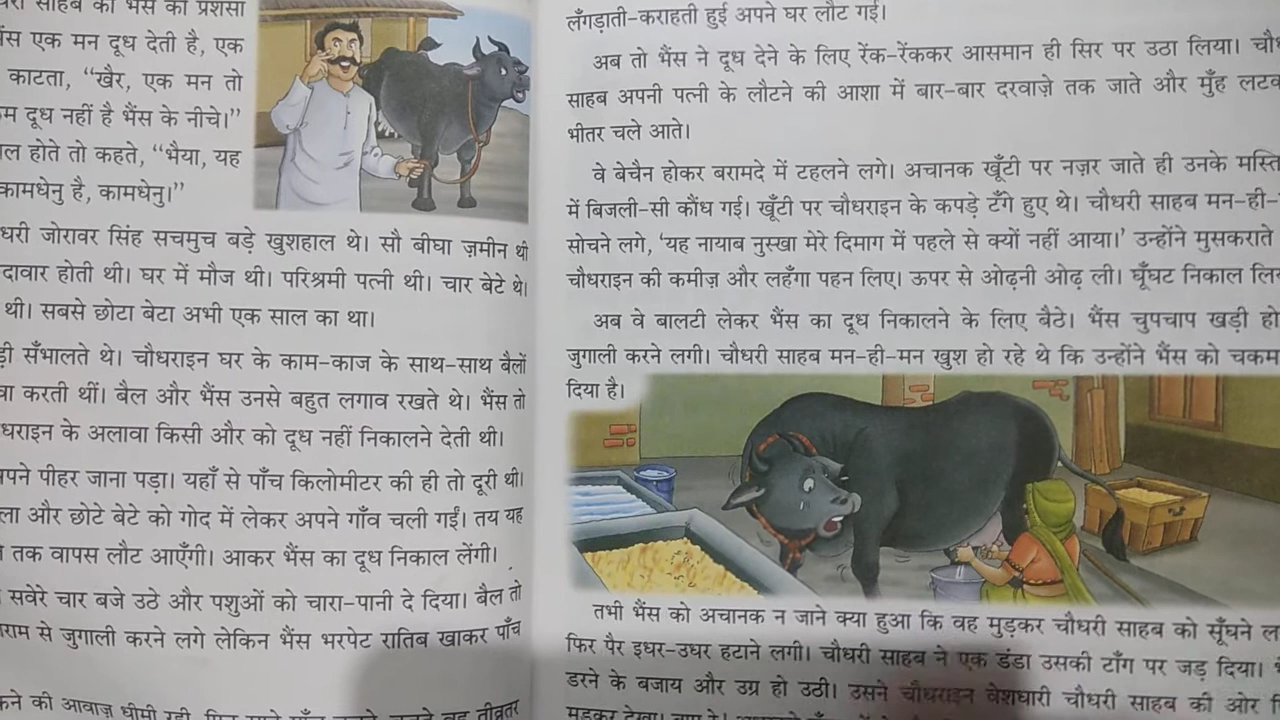 साहब की भैंस की प्रशंसा
एक मन दूध देती है, एक
काटता, “खैर, एक मन तो
दूध नहीं है भैंस के नीचे।”
होते तो कहते, “भैया, यह
कामधेनु है, कामधेनु।”
जोरावर सिंह सचमुच बड़े खुशहाल थे। सौ बीघा ज़मीन थी
होती थी। घर में मौज थी। परिश्रमी पत्नी थी। चार बेटे थे।
थी। सबसे छोटा बेटा अभी एक साल का था।
सँभालते थे। चौधराइन घर के काम-काज के साथ-साथ बैलों
करती थीं। बैल और भैंस उनसे बहुत लगाव रखते थे। भैंस तो
के अलावा किसी और को दूध नहीं निकालने देती थी।
पीहर जाना पड़ा। यहाँ से पाँच किलोमीटर की ही तो दूरी थी।
और छोटे बेटे को गोद में लेकर अपने गाँव चली गईं। तय यह
तक वापस लौट आएँगी। आकर भैंस का दूध निकाल लेंगी।
सवेरे चार बजे उठे और पशुओं को चारा-पानी दे दिया। बैल तो
से जुगाली करने लगे लेकिन भैंस भरपेट रातिब खाकर पाँच
की आवाज़ धीमी रही
लँगड़ाती-कराहती हुई अपने घर लौट गई।
अब तो भैंस ने दूध देने के लिए रेंक-रेंककर आसमान ही सिर पर उठा लिया।
साहब अपनी पत्नी के लौटने की आशा में बार-बार दरवाज़े तक जाते और मुँह
भीतर चले आते।
वे बेचैन होकर बरामदे में टहलने लगे। अचानक खूँटी पर नज़र जाते ही उनके
में बिजली-सी कौंध गई। खूँटी पर चौधराइन के कपड़े टँगे हुए थे। चौधरी साहब मन-ही-
सोचने लगे, ‘यह नायाब नुस्खा मेरे दिमाग में पहले से क्यों नहीं आया।’ उन्होंने मुसकराते
चौधराइन की कमीज़ और लहँगा पहन लिए। ऊपर से ओढ़नी ओढ़ ली। घूँघट निकाल
अब वे बालटी लेकर भैंस का दूध निकालने के लिए बैठे। भैंस चुपचाप खड़ी हो
जुगाली करने लगी। चौधरी साहब मन-ही-मन खुश हो रहे थे कि उन्होंने भैंस को
दिया है।
तभी भैंस को अचानक न जाने क्या हुआ कि वह मुड़कर चौधरी साहब को सूँघने
फिर पैर इधर-उधर हटाने लगी। चौधरी साहब ने एक डंडा उसकी टाँग पर जड़ दिया।
डरने के बजाय और उग्र हो उठी। उसने चौधराइन वेशधारी चौधरी साहब की ओर
मुड़कर देखा।